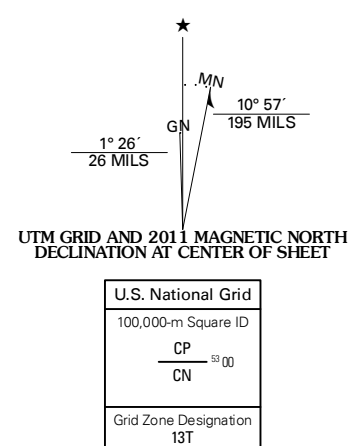 ★
MN
GN
10° 57´
195 MILS
1° 26´
26 MILS
UTM GRID AND 2011 MAGNETIC NORTH
DECLINATION AT CENTER OF SHEET
U.S. National Grid
100,000-m Square ID
CP
53 00
CN
Grid Zone Designation
13T